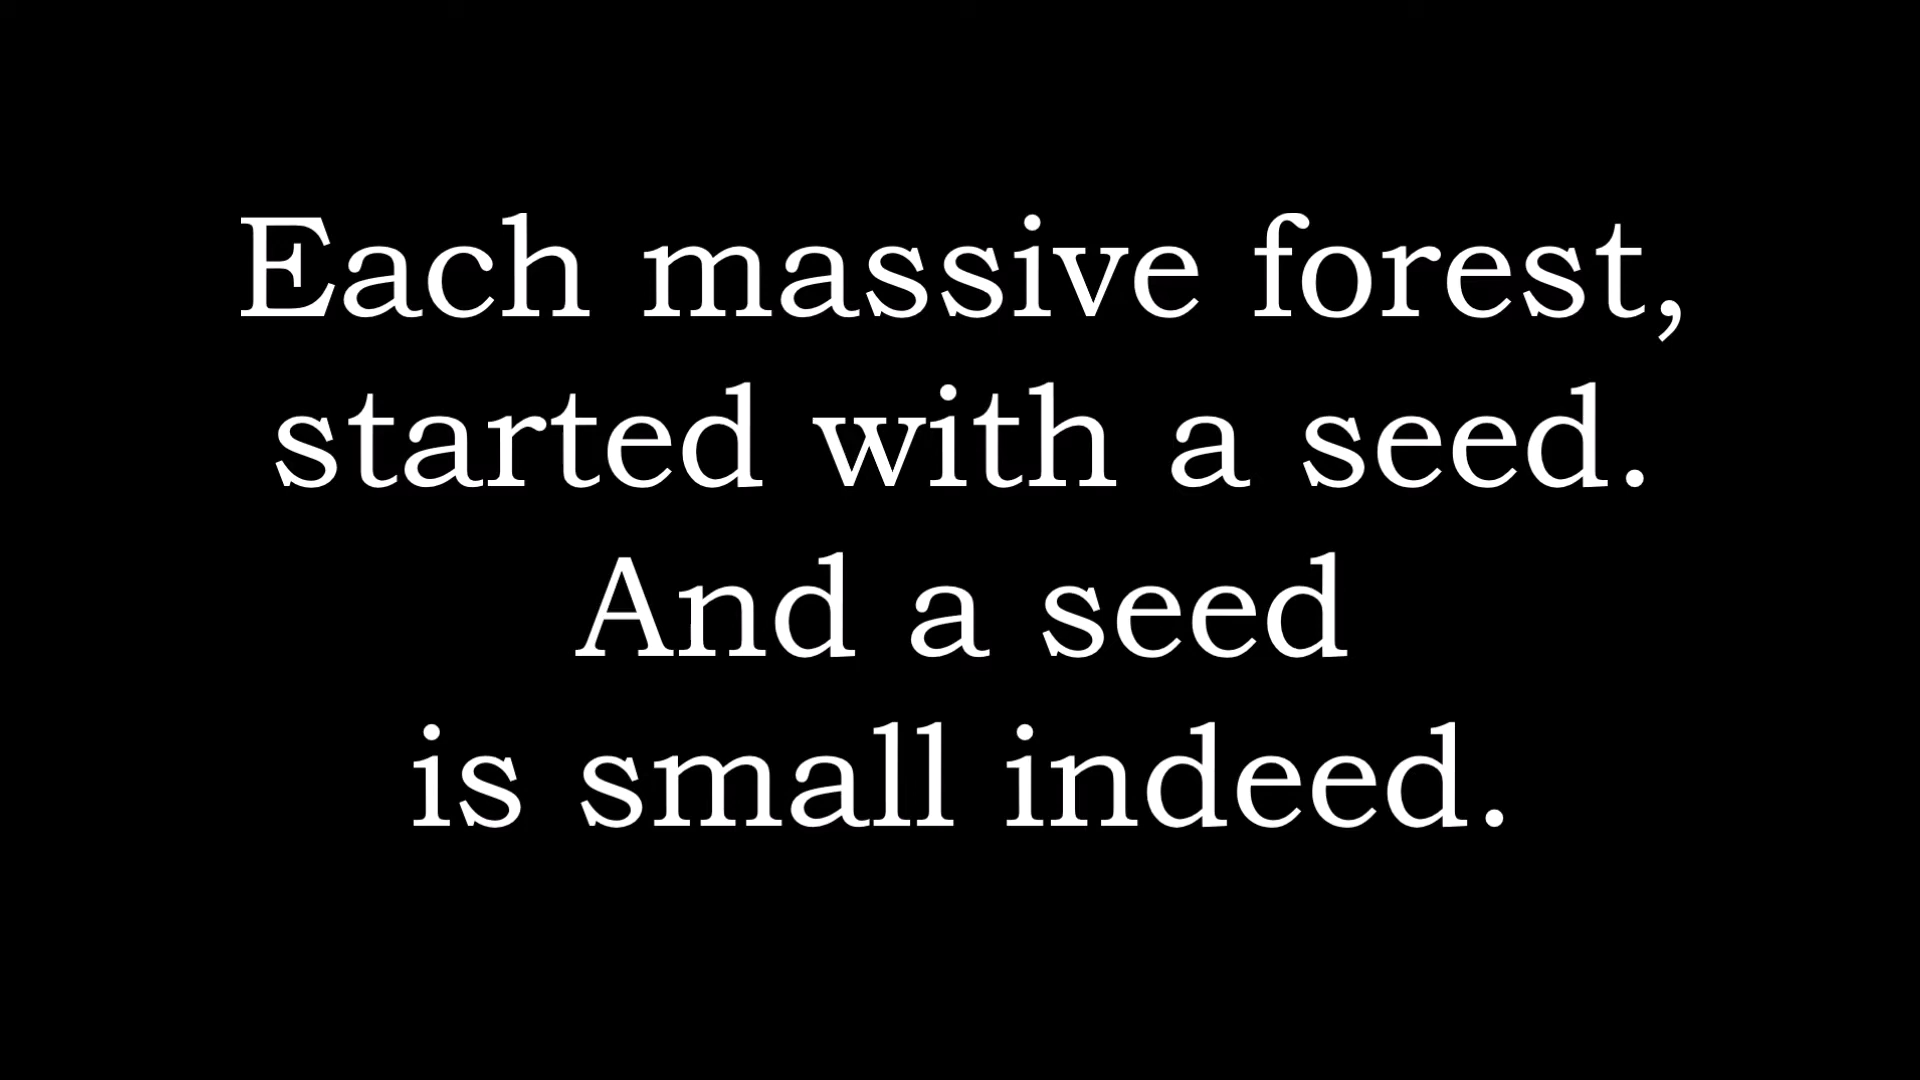 Each massive forest,
started with a seed.
And a seed
is small indeed.